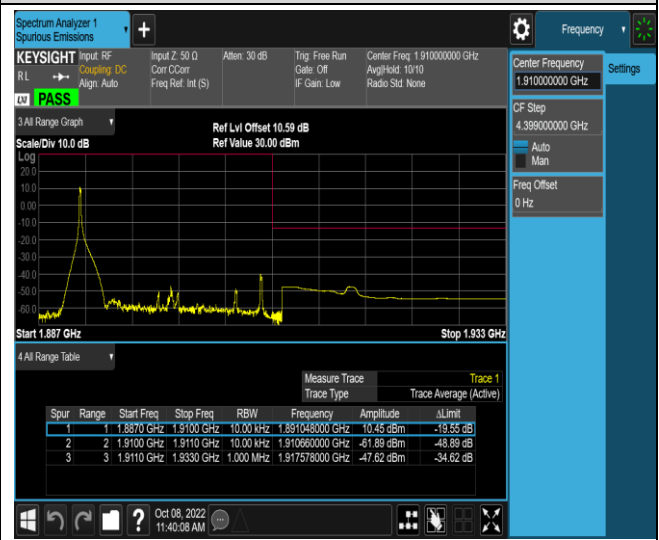 Spectrum Analyzer 1
Spurious Emissions
Frequency
KEYSIGHT Input: RF Input Z: 50 Ω Atten: 30 dB Trig: Free Run Center Freq: 1.910000000 GHz
R L Coupling: DC Corr CCorr Gate: Off Avg|Hold: 10/10
Align: Auto Freq Ref: Int (S) IF Gain: Low Radio Std: None
LXI PASS
Center Frequency
1.910000000 GHz
Settings
CF Step
4.399000000 GHz
Auto
Man
Freq Offset
0 Hz
3 All Range Graph
Ref Lvl Offset 10.59 dB
Scale/Div 10.0 dB Ref Value 30.00 dBm
Log
20.0
10.0
0.00
-10.0
-20.0
-30.0
-40.0
-50.0
-60.0
Start 1.887 GHz Stop 1.933 GHz
4 All Range Table
Measure Trace Trace 1
Trace Type Trace Average (Active)
Spur Range Start Freq Stop Freq RBW Frequency Amplitude ΔLimit
1 1 1.8870 GHz 1.9100 GHz 10.00 kHz 1.891048000 GHz 10.45 dBm -19.55 dB
2 2 1.9100 GHz 1.9110 GHz 10.00 kHz 1.910660000 GHz -61.89 dBm -48.89 dB
3 3 1.9110 GHz 1.9330 GHz 1.000 MHz 1.917578000 GHz -47.62 dBm -34.62 dB
Oct 08, 2022
11:40:08 AM